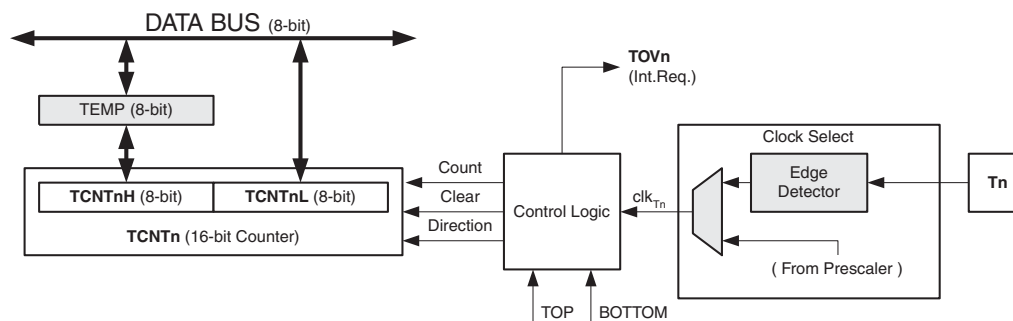 DATA BUS (8-bit)
TEMP (8-bit)
TCNTnH (8-bit)
TCNTnL (8-bit)
TCNTn (16-bit Counter)
Count
Clear
Direction
Control Logic
TOVn
(Int.Req.)
TOP
BOTTOM
clkTn
Clock Select
Edge
Detector
( From Prescaler )
Tn